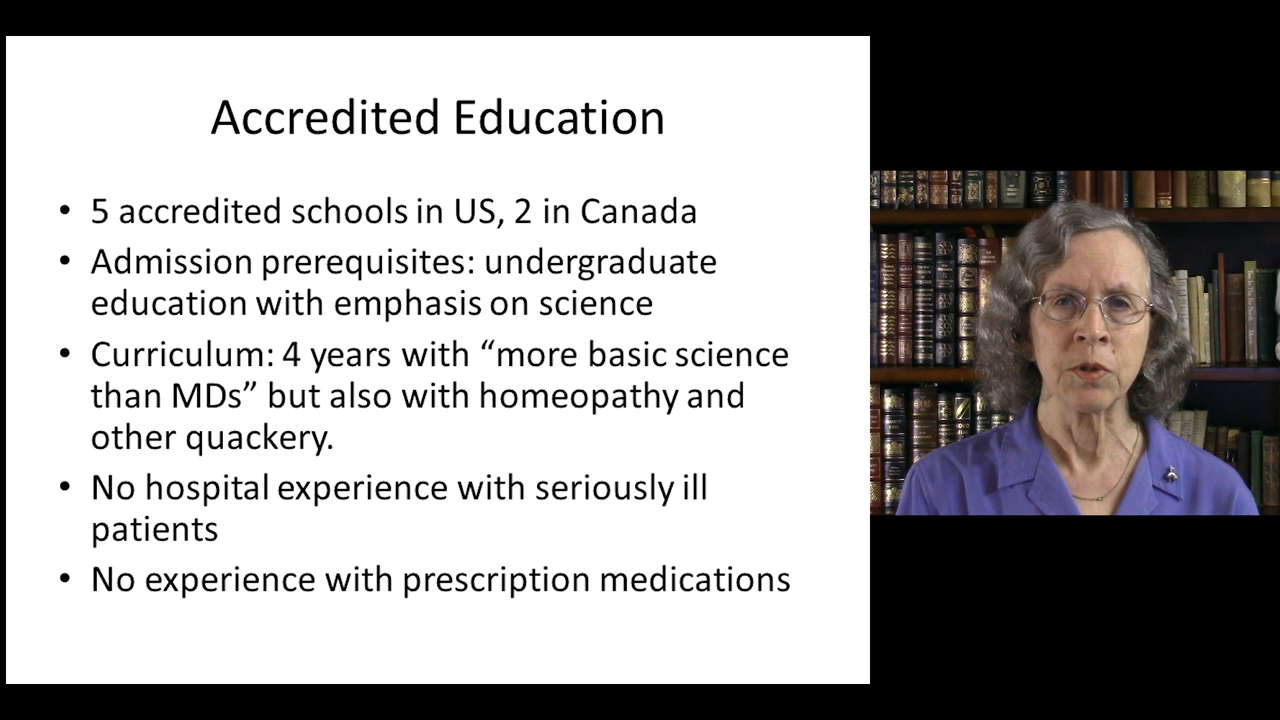 Accredited Education
• 5 accredited schools in US, 2 in Canada
• Admission prerequisites: undergraduate
education with emphasis on science
• Curriculum: 4 years with “more basic science
than MDs” but also with homeopathy and
other quackery.
• No hospital experience with seriously ill
patients
• No experience with prescription medications